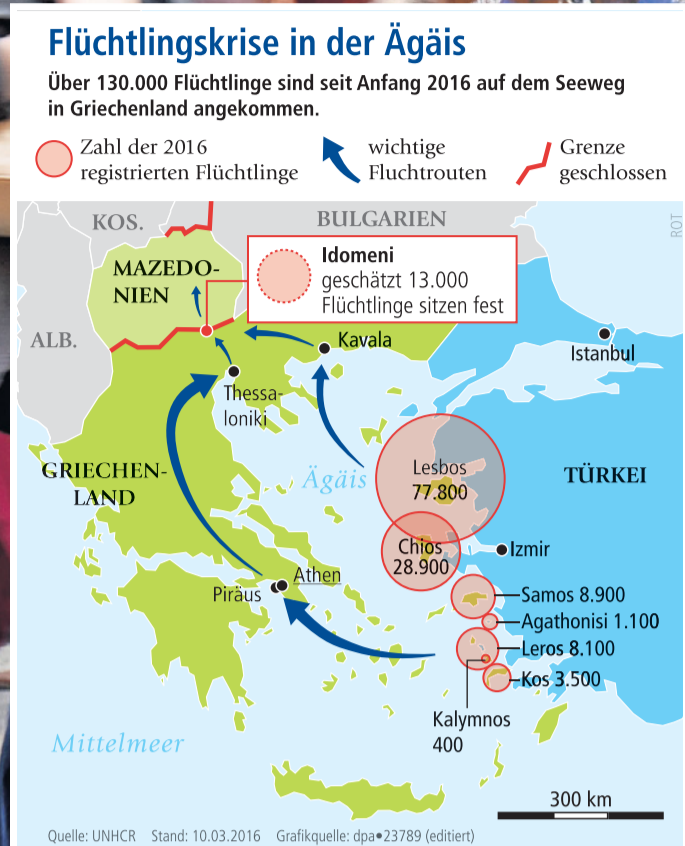 Flüchtlingskrise in der Ägäis
Über 130.000 Flüchtlinge sind seit Anfang 2016 auf dem Seeweg
in Griechenland angekommen.
Zahl der 2016
registrierten Flüchtlinge
wichtige
Fluchtrouten
Grenze
geschlossen
KOS.
BULGARIEN
ROT
MAZEDO-
NIEN
Idomeni
geschätzt 13.000
Flüchtlinge sitzen fest
ALB.
Kavala
Istanbul
Thessa-
loniki
GRIECHEN-
LAND
Ägäis
Lesbos
77.800
TÜRKEI
Chios
28.900
Izmir
Athen
Piräus
Samos 8.900
Agathonisi 1.100
Leros 8.100
Kos 3.500
Kalymnos
400
Mittelmeer
300 km
Quelle: UNHCR Stand: 10.03.2016 Grafikquelle: dpa•23789 (editiert)